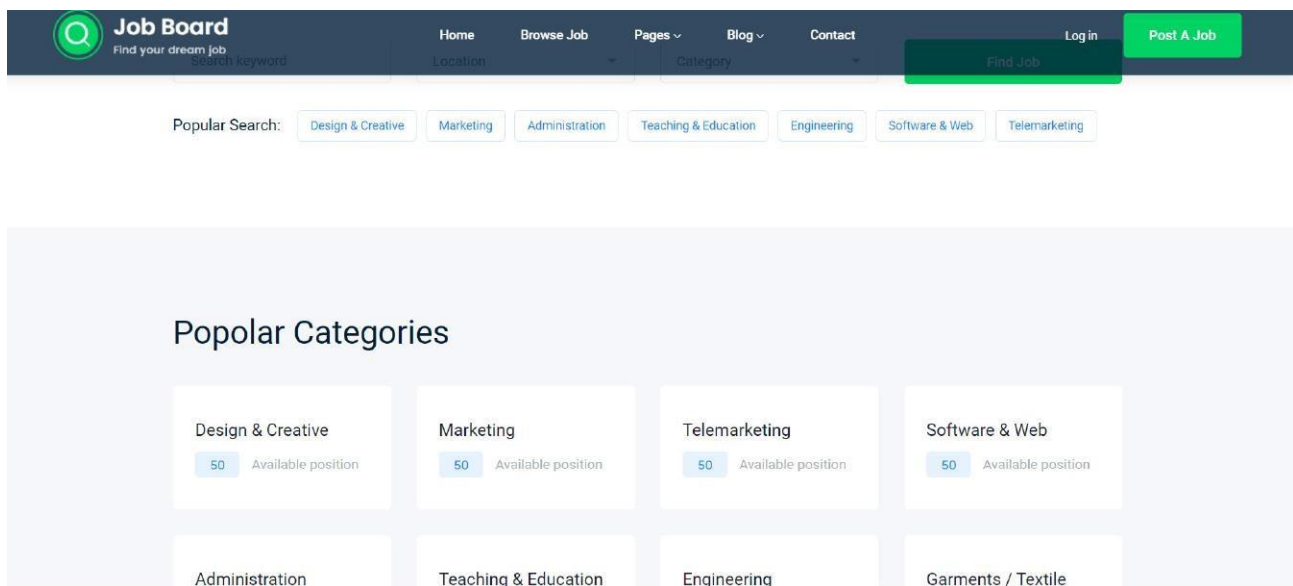 Job Board
Find your dream job
Home Browse Job Pages Blog Contact Log in Post A Job
Search keyword Location Category Find Job
Popular Search: Design & Creative Marketing Administration Teaching & Education Engineering Software & Web Telemarketing
Popolar Categories
Design & Creative Marketing Telemarketing Software & Web
50 Available position 50 Available position 50 Available position 50 Available position
Administration Teaching & Education Engineering Garments / Textile